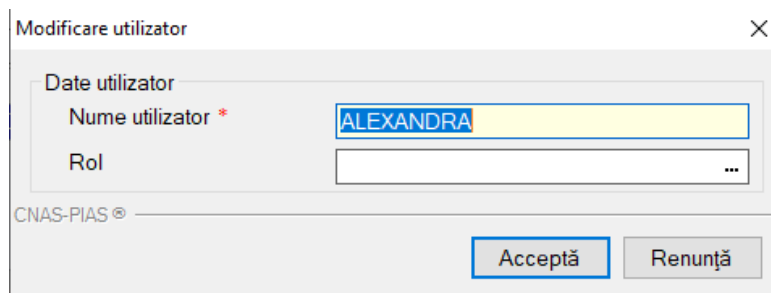 Modificare utilizator
Date utilizator
Nume utilizator * ALEXANDRA
Rol ...
CNAS-PIAS ®
Acceptă Renunţă